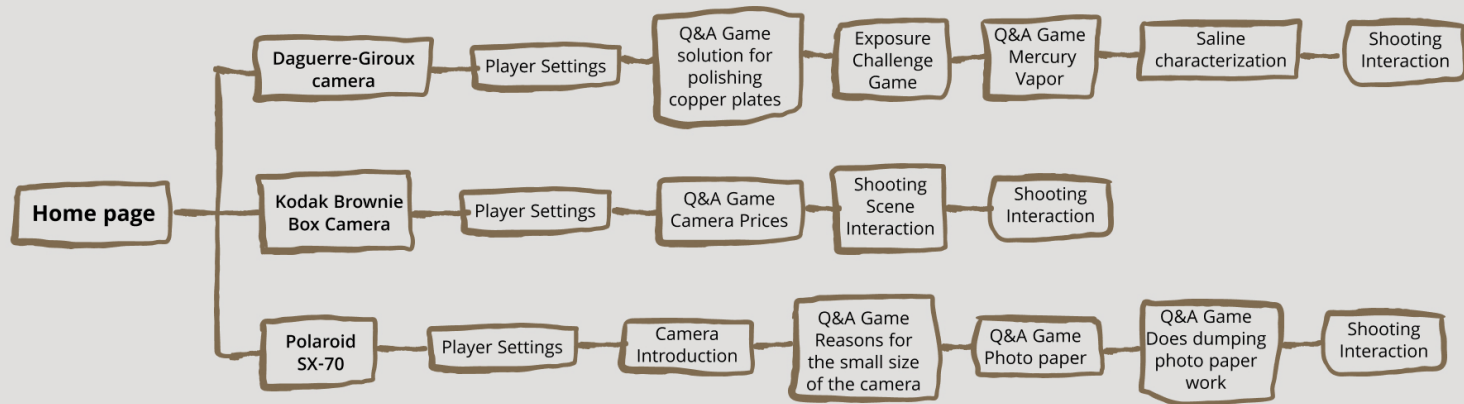 Home page
Daguerre-Giroux
camera
Player Settings
Q&A Game
solution for
polishing
copper plates
Exposure
Challenge
Game
Q&A Game
Mercury
Vapor
Saline
characterization
Shooting
Interaction
Kodak Brownie
Box Camera
Player Settings
Q&A Game
Camera Prices
Shooting
Scene
Interaction
Shooting
Interaction
Polaroid
SX-70
Player Settings
Camera
Introduction
Q&A Game
Reasons for
the small size
of the camera
Q&A Game
Photo paper
Q&A Game
Does dumping
photo paper
work
Shooting
Interaction